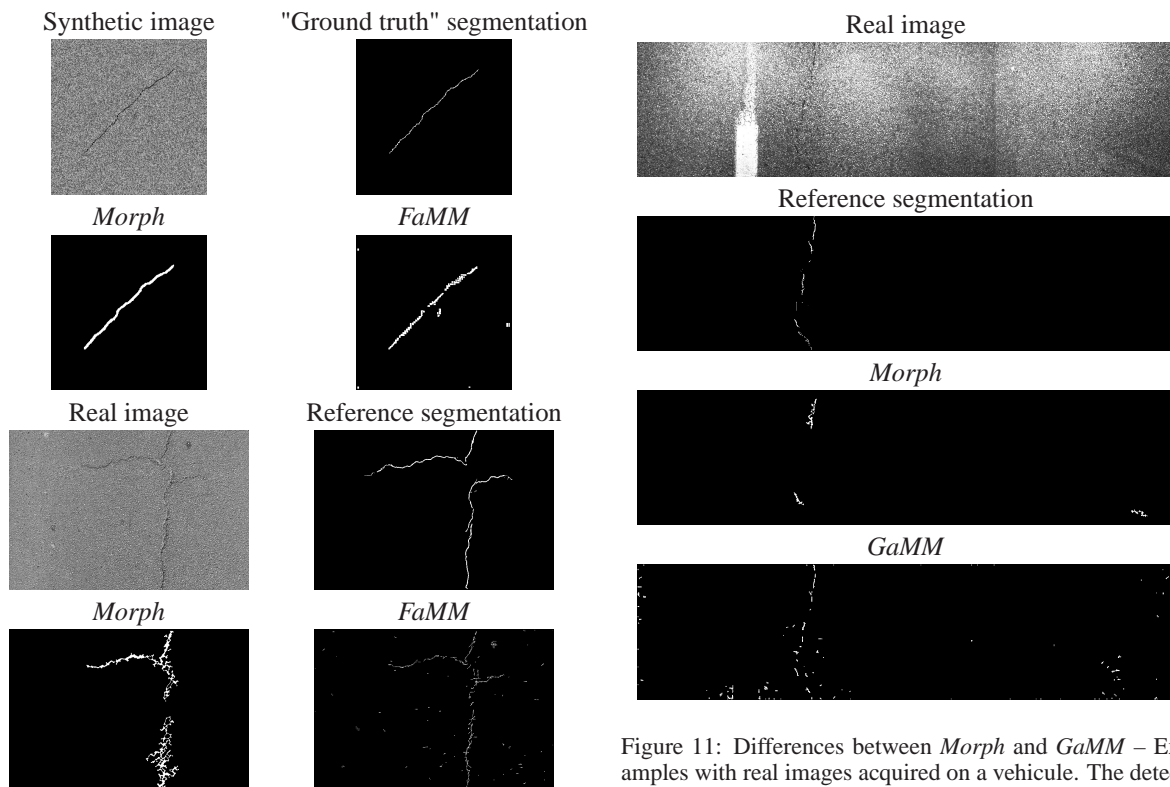 Synthetic image
"Ground truth" segmentation
Morph
FaMM
Real image
Reference segmentation
Morph
FaMM
Real image
Reference segmentation
Morph
GaMM
Figure 11: Differences between Morph and GaMM – Ex-
amples with real images acquired on a vehicule. The detec-